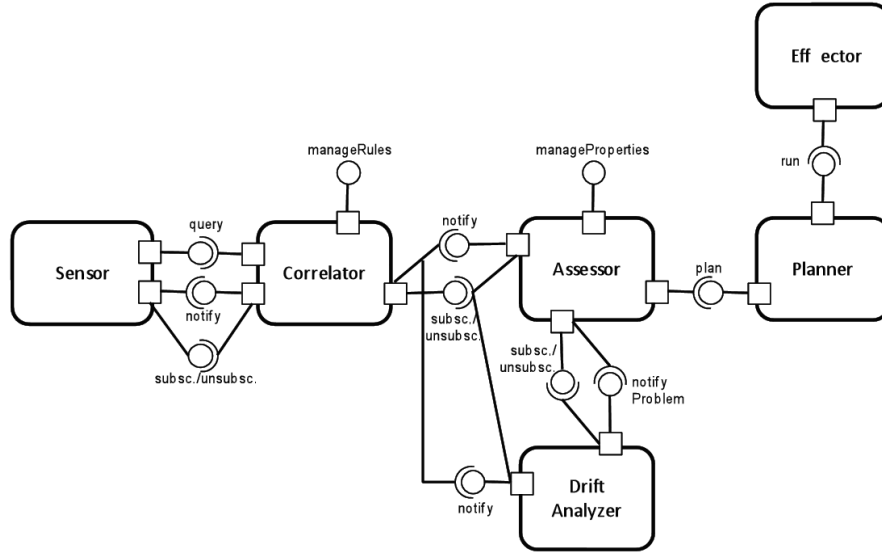 Eff ector
run
manageRules
manageProperties
query
notify
Sensor
Correlator
Assessor
plan
Planner
notify
subsc./unsubsc.
subsc./
unsubsc.
subsc./
unsubsc.
notify
Problem
notify
Drift
Analyzer